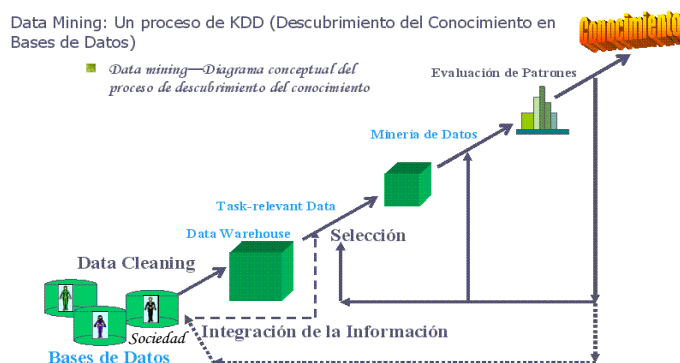 Data Mining: Un proceso de KDD (Descubrimiento del Conocimiento en
Bases de Datos)
Conocimiento
Data mining—Diagrama conceptual del
proceso de descubrimiento del conocimiento
Evaluación de Patrones
Minería de Datos
Task-relevant Data
Data Warehouse
Selección
Data Cleaning
Sociedad
Integración de la Información
Bases de Datos